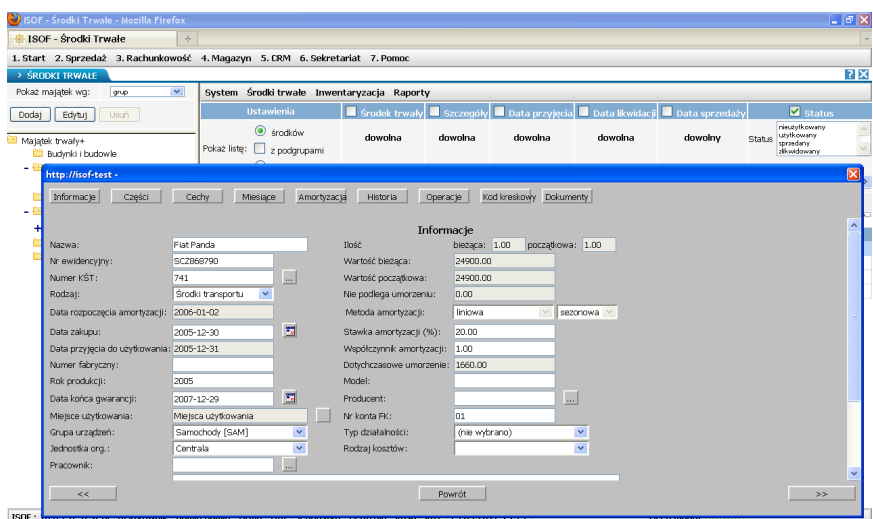 ISOF - Środki Trwałe - Mozilla Firefox
ISOF - Środki Trwałe
1. Start 2. Sprzedaż 3. Rachunkowość 4. Magazyn 5. CRM 6. Sekretariat 7. Pomoc
> ŚRODKI TRWAŁE
Pokaż majątek wg: grup
System Środki trwałe Inwentaryzacja Raporty
Dodaj Edytuj Usuń
Ustawienia Środek trwały Szczegóły Data przyjęcia Data likwidacji Data sprzedaży Status
środków dowolna dowolna dowolna dowolna dowolny Status
nieużytkowany
użytkowany
sprzedany
zlikwidowany
Pokaż listę: z podgrupami
Majątek trwały+
Budynki i budowle
http://isof-test -
Informacje Części Cechy Miesiące Amortyzacja Historia Operacje Kod kreskowy Dokumenty
Informacje
Nazwa: Fiat Panda Ilość bieżąca: 1.00 początkowa: 1.00
Nr ewidencyjny: SCZ868790 Wartość bieżąca: 24900.00
Numer KŚT: 741 ... Wartość początkowa: 24900.00
Rodzaj: Środki transportu Nie podlega umorzeniu: 0.00
Data rozpoczęcia amortyzacji: 2006-01-02 Metoda amortyzacji: liniowa sezonowa
Data zakupu: 2005-12-30 Stawka amortyzacji (%): 20.00
Data przyjęcia do użytkowania: 2005-12-31 Współczynnik amortyzacji: 1.00
Numer fabryczny: Dotychczasowe umorzenie: 1660.00
Rok produkcji: 2005 Model:
Data końca gwarancji: 2007-12-29 Producent: ...
Miejsce użytkowania: Miejsca użytkowania Nr konta FK: 01
Grupa urządzeń: Samochody [SAM] Typ działalności: (nie wybrano)
Jednostka org.: Centrala Rodzaj kosztów:
Pracownik: ...
<< Powrót >>